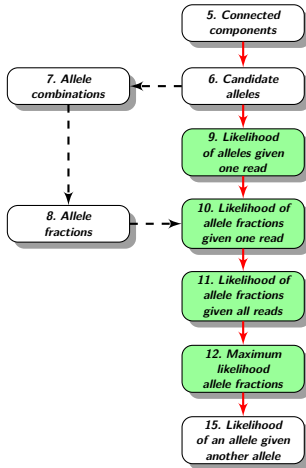 5. Connected
components
7. Allele
combinations
6. Candidate
alleles
9. Likelihood
of alleles given
one read
8. Allele
fractions
10. Likelihood of
allele fractions
given one read
11. Likelihood of
allele fractions
given all reads
12. Maximum
likelihood
allele fractions
15. Likelihood
of an allele given
another allele